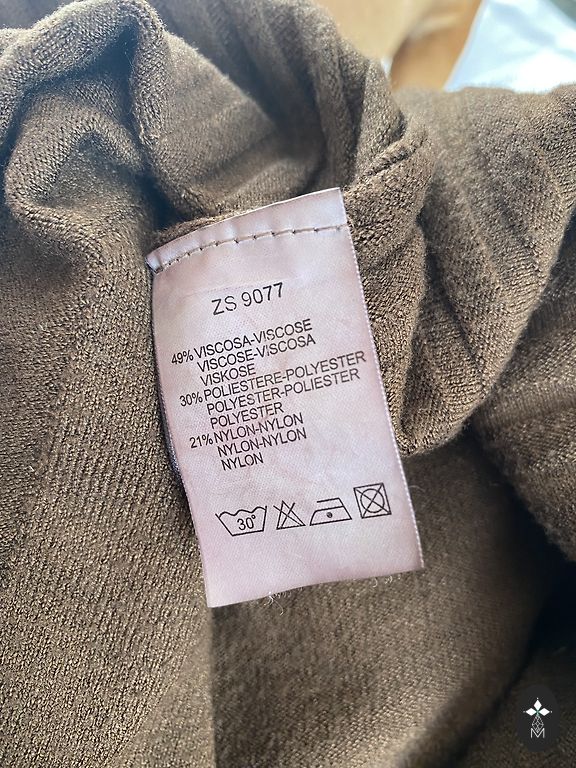 ZS 9077
49% VISCOSA-VISCOSE
VISCOSE-VISCOSA
VISKOSE
30% POLIESTERE-POLYESTER
POLYESTER-POLIESTER
POLYESTER
21% NYLON-NYLON
NYLON-NYLON
NYLON
30°
M